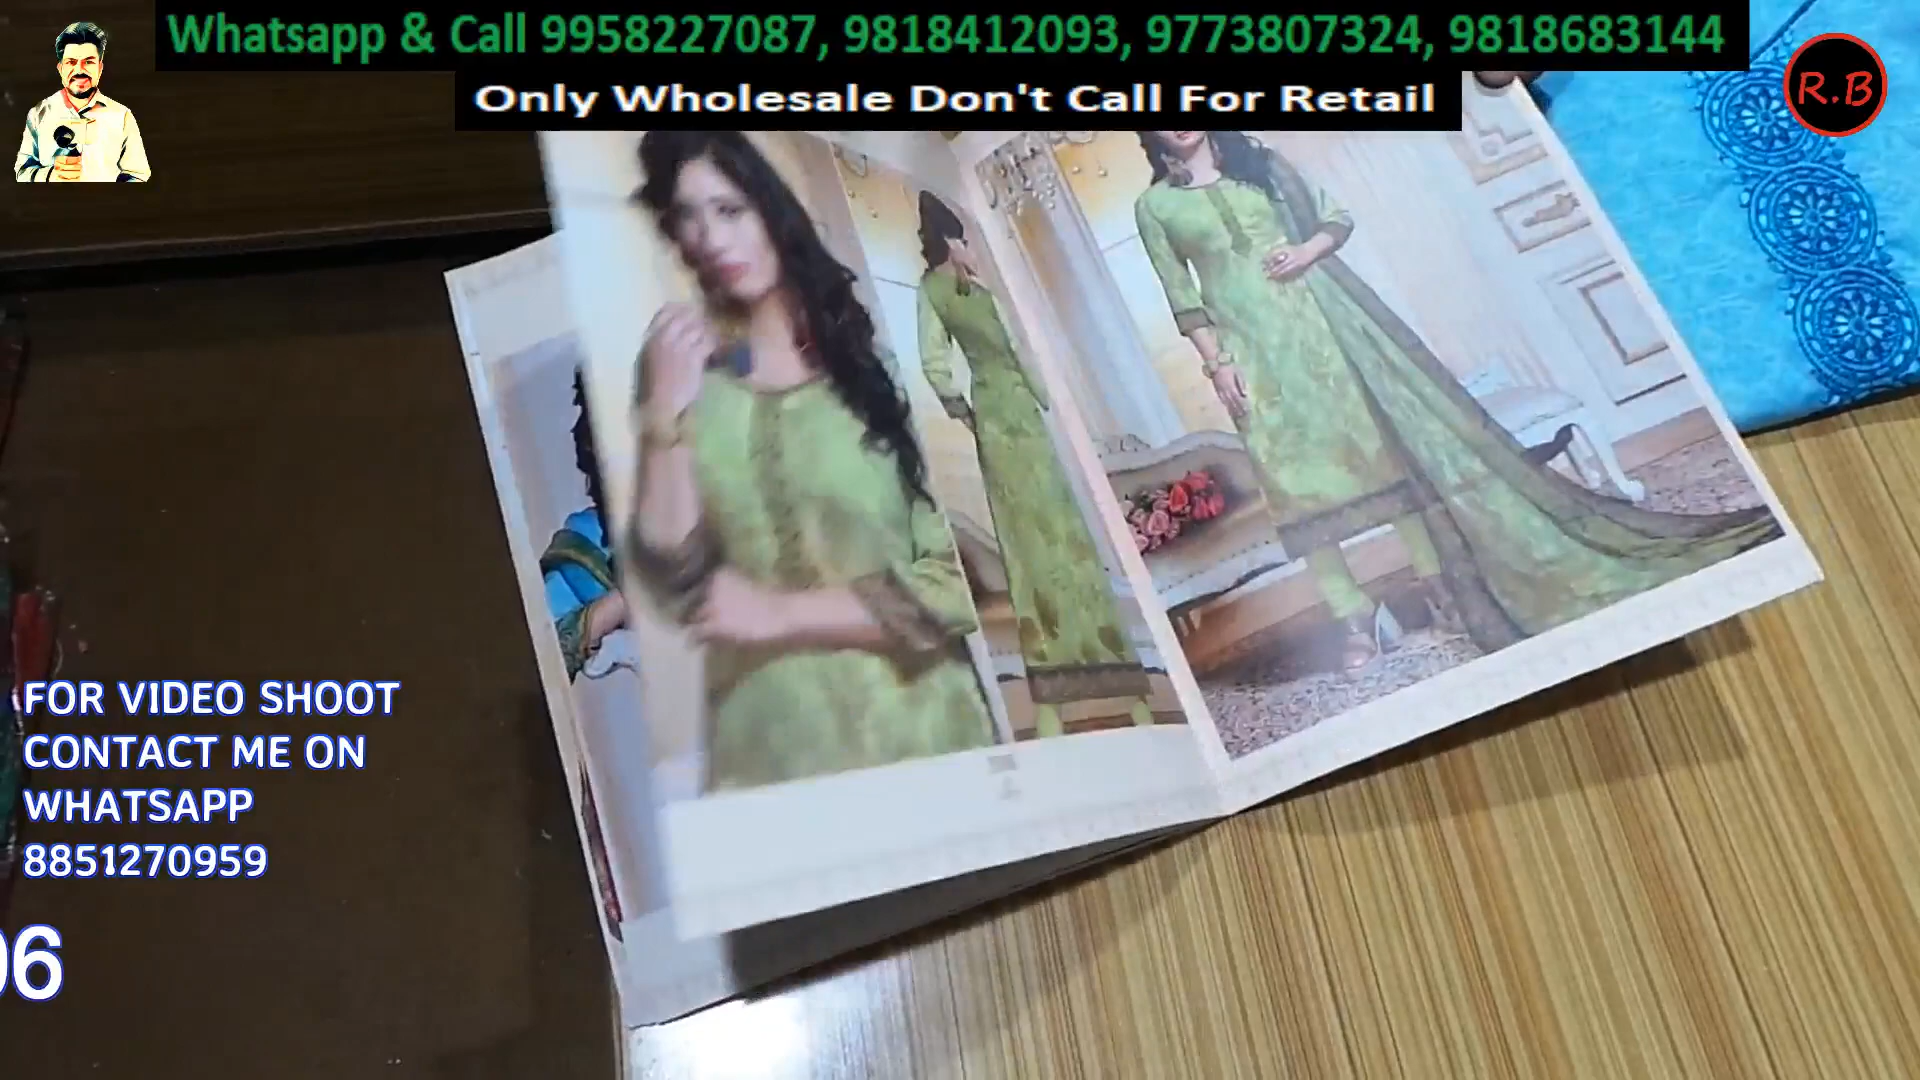 Whatsapp & Call 9958227087, 9818412093, 9773807324, 9818683144
Only Wholesale Don't Call For Retail
R.B
FOR VIDEO SHOOT
CONTACT ME ON
WHATSAPP
8851270959
06